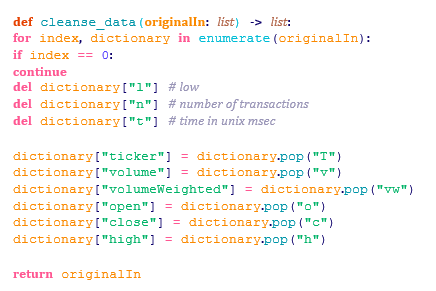 def cleanse_data(originalIn: list) -> list:
for index, dictionary in enumerate(originalIn):
if index == 0:
continue
del dictionary["l"] # low
del dictionary["n"] # number of transactions
del dictionary["t"] # time in unix msec
dictionary["ticker"] = dictionary.pop("T")
dictionary["volume"] = dictionary.pop("v")
dictionary["volumeWeighted"] = dictionary.pop("vw")
dictionary["open"] = dictionary.pop("o")
dictionary["close"] = dictionary.pop("c")
dictionary["high"] = dictionary.pop("h")
return originalIn